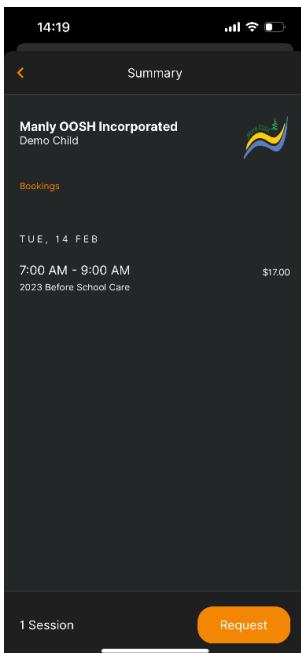 14:19
Summary
Manly OOSH Incorporated
Demo Child
Bookings
TUE, 14 FEB
7:00 AM - 9:00 AM
$17.00
2023 Before School Care
1 Session
Request